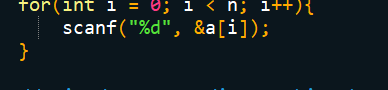 for(int i = 0; i < n; i++){
scanf("%d", &a[i]);
}